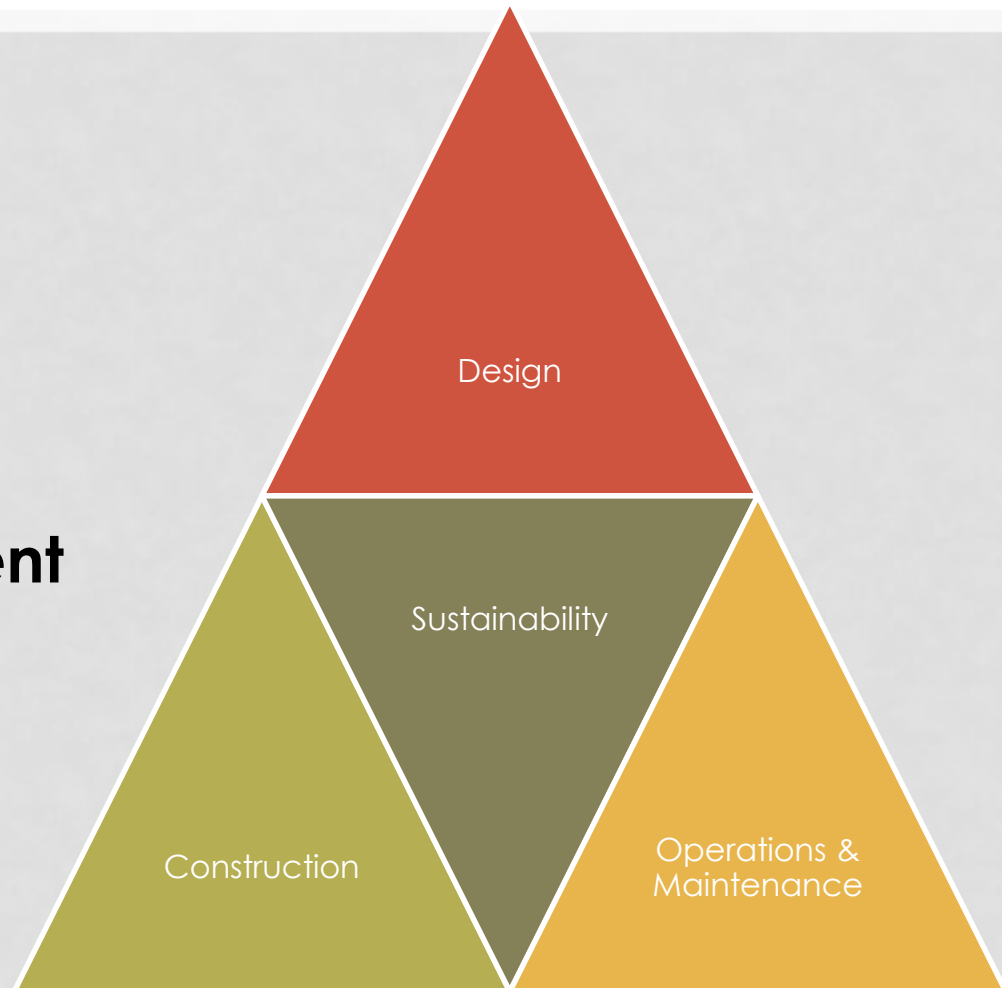 Design
ent
Sustainability
Construction
Operations &
Maintenance